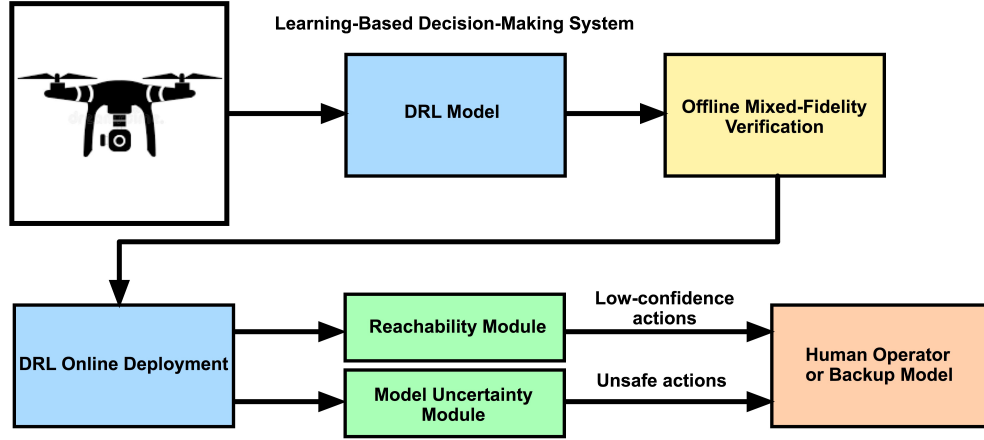 Learning-Based Decision-Making System
DRL Model
Offline Mixed-Fidelity
Verification
DRL Online Deployment
Reachability Module
Low-confidence
actions
Model Uncertainty
Module
Unsafe actions
Human Operator
or Backup Model